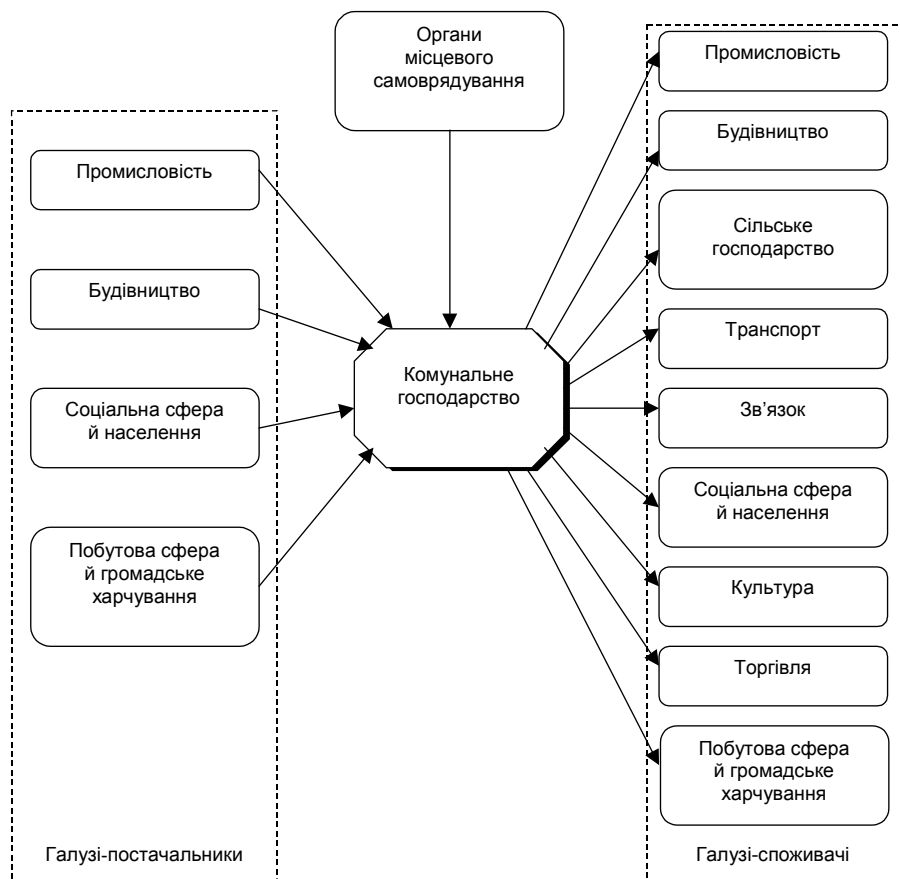 Органи
місцевого
самоврядування
Промисловість
Будівництво
Соціальна сфера
й населення
Побутова сфера
й громадське
харчування
Галузі-постачальники
Комунальне
господарство
Промисловість
Будівництво
Сільське
господарство
Транспорт
Зв’язок
Соціальна сфера
й населення
Культура
Торгівля
Побутова сфера
й громадське
харчування
Галузі-споживачі